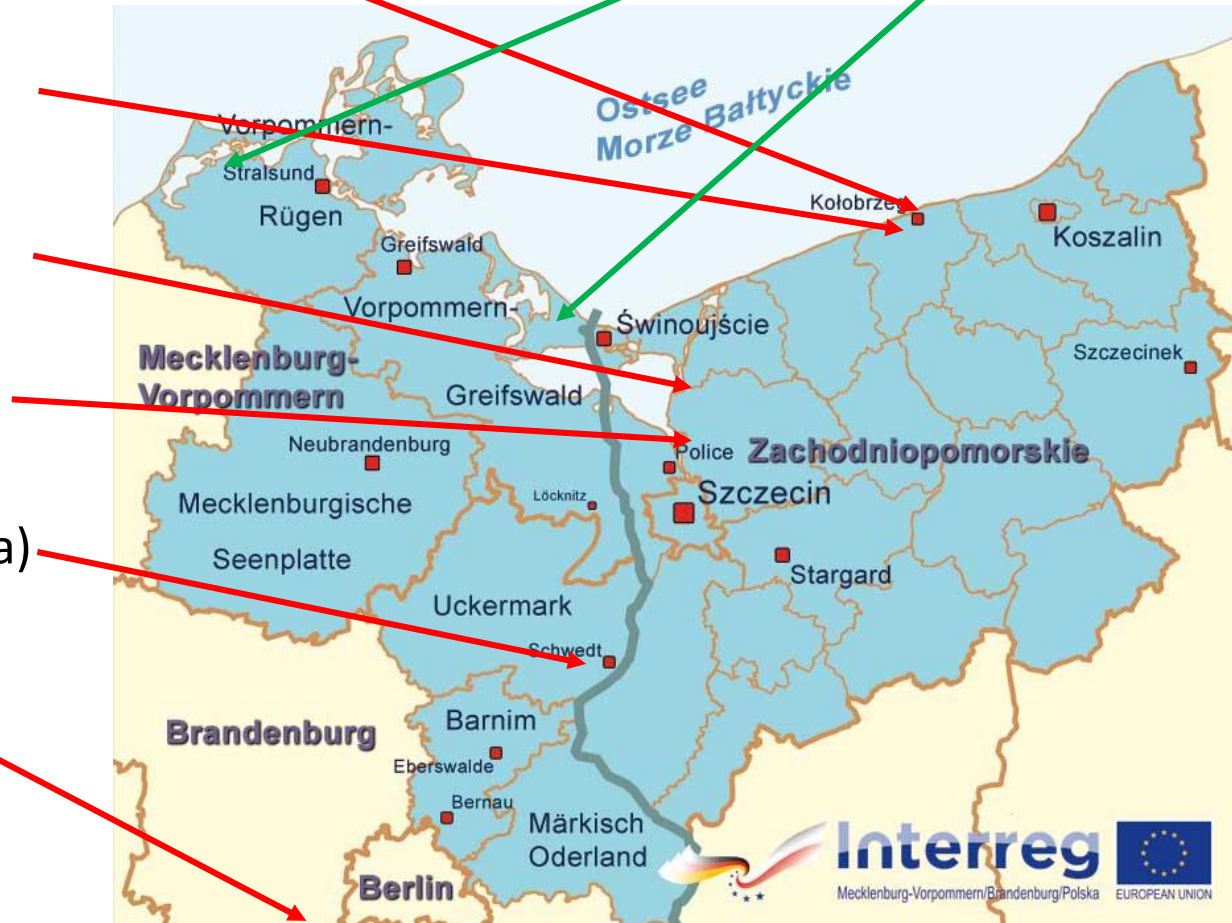 Ostsee
Morze Bałtyckie
Vorpommern-
Stralsund
Rügen
Kołobrzeg
Koszalin
Greifswald
Vorpommern-
Świnoujście
Mecklenburg-
Vorpommern
Szczecinek
Greifswald
Neubrandenburg
Police
Zachodniopomorskie
Mecklenburgische
Löcknitz
Szczecin
a)
Seenplatte
Stargard
Uckermark
Schwedt
Brandenburg
Barnim
Eberswalde
Bernau
Märkisch
Oderland
Berlin
Interreg
Mecklenburg-Vorpommern/Brandenburg/Polska
EUROPEAN UNION